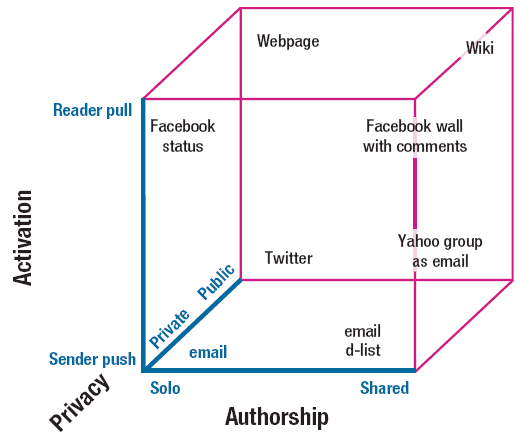 Webpage
Wiki
Reader pull
Facebook
status
Facebook wall
with comments
Activation
Yahoo group
as email
Twitter
Public
Private
email
d-list
Sender push
email
Privacy
Solo
Shared
Authorship